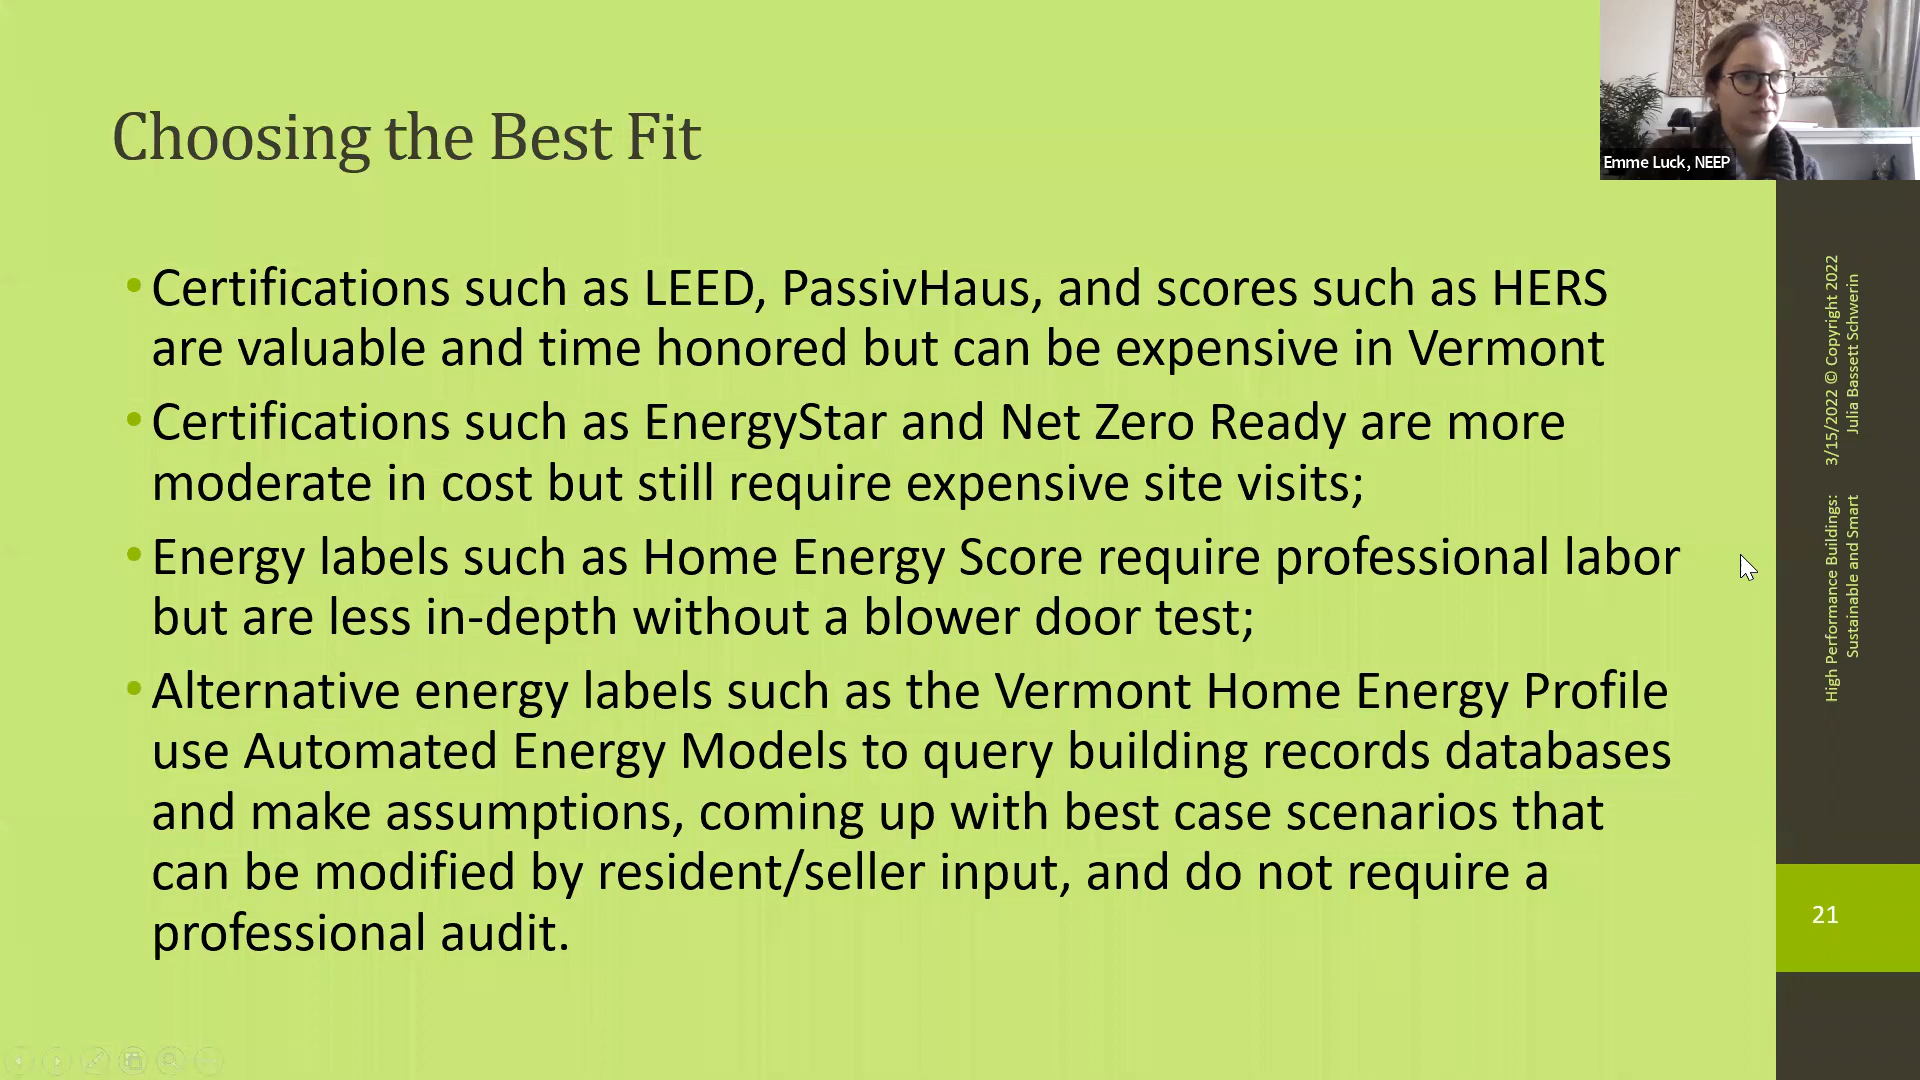 Choosing the Best Fit
Emme Luck, NEEP
• Certifications such as LEED, PassivHaus, and scores such as HERS
are valuable and time honored but can be expensive in Vermont
• Certifications such as EnergyStar and Net Zero Ready are more
moderate in cost but still require expensive site visits;
• Energy labels such as Home Energy Score require professional labor
but are less in-depth without a blower door test;
• Alternative energy labels such as the Vermont Home Energy Profile
use Automated Energy Models to query building records databases
and make assumptions, coming up with best case scenarios that
can be modified by resident/seller input, and do not require a
professional audit.
3/15/2022 © Copyright 2022
Julia Bassett Schwerin
High Performance Buildings:
Sustainable and Smart
21